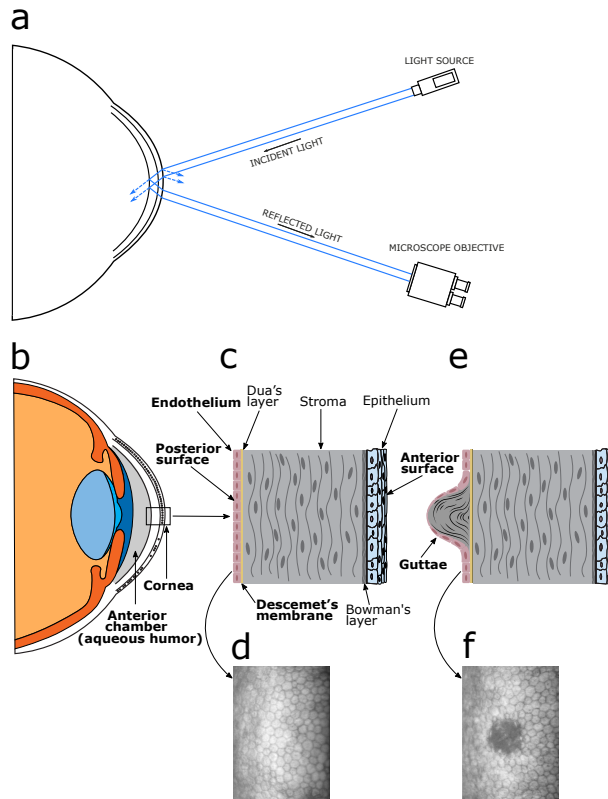 a
LIGHT SOURCE
INCIDENT LIGHT
REFLECTED LIGHT
MICROSCOPE OBJECTIVE
b
c
e
Dua's
layer
Stroma
Epithelium
Endothelium
Posterior
surface
Anterior
surface
Cornea
Guttae
Anterior
chamber
(aqueous humor)
Descemet's
membrane
Bowman's
layer
d
f